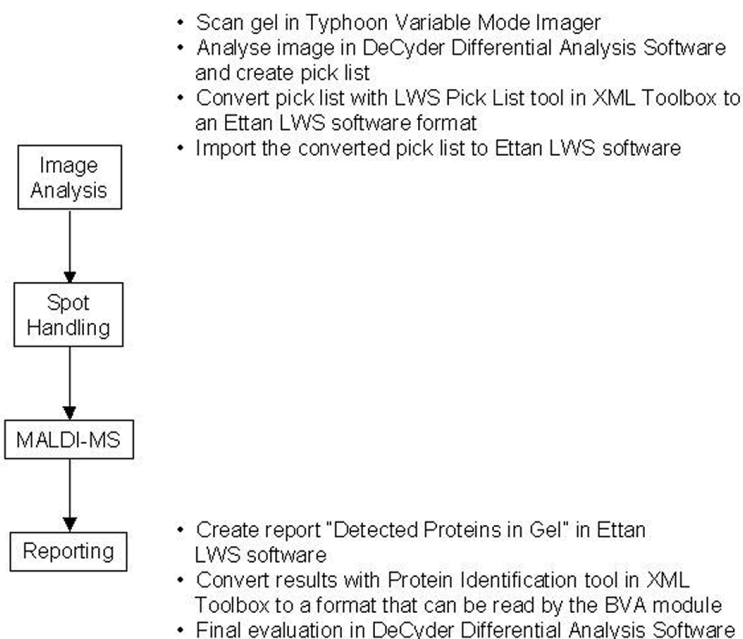 • Scan gel in Typhoon Variable Mode Imager
• Analyse image in DeCyder Differential Analysis Software
and create pick list
• Convert pick list with LWS Pick List tool in XML Toolbox to
an Ettan LWS software format
• Import the converted pick list to Ettan LWS software
Image
Analysis
Spot
Handling
MALDI-MS
Reporting
• Create report "Detected Proteins in Gel" in Ettan
LWS software
• Convert results with Protein Identification tool in XML
Toolbox to a format that can be read by the BVA module
• Final evaluation in DeCyder Differential Analysis Software